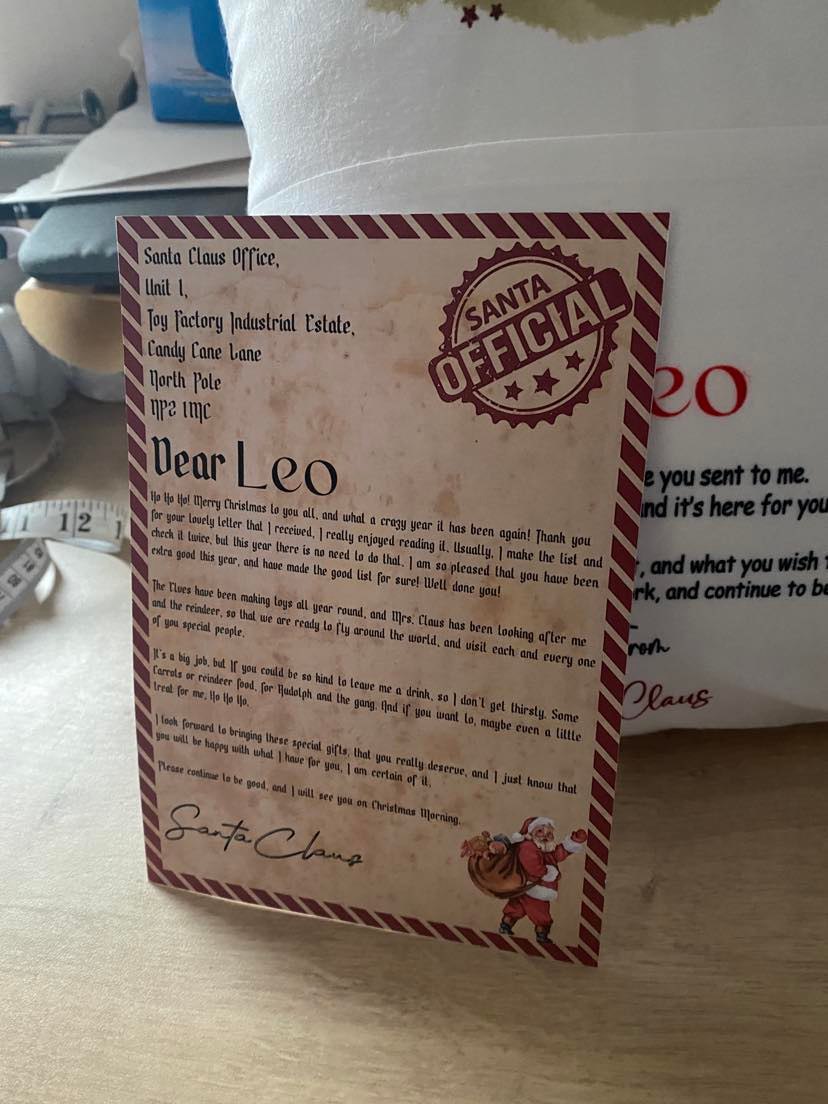 Santa Claus Office,
Unit 1,
Toy Factory Industrial Estate,
Candy Cane Lane
North Pole
NP2 1MC
SANTA
OFFICIAL
Dear Leo
Ho Ho Ho! Merry Christmas to you all, and what a crazy year it has been again! Thank you
for your lovely letter that I received, I really enjoyed reading it. Usually, I make the list and
check it twice, but this year there is no need to do that, I am so pleased that you have been
extra good this year, and have made the good list for sure! Well done you!
The Elves have been making toys all year round, and Mrs. Claus has been looking after me
and the reindeer, so that we are ready to fly around the world, and visit each and every one
of you special people.
It's a big job, but If you could be so kind to leave me a drink, so I don't get thirsty. Some
Carrots or reindeer food, for Rudolph and the gang. And if you want to, maybe even a little
treat for me, Ho Ho Ho.
I look forward to bringing these special gifts, that you really deserve, and I just know that
you will be happy with what I have for you, I am certain of it.
Please continue to be good, and I will see you on Christmas Morning.
Santa Claus
eo
e you sent to me.
nd it's here for you
, and what you wish
rk, and continue to be
rom
Claus
11 12